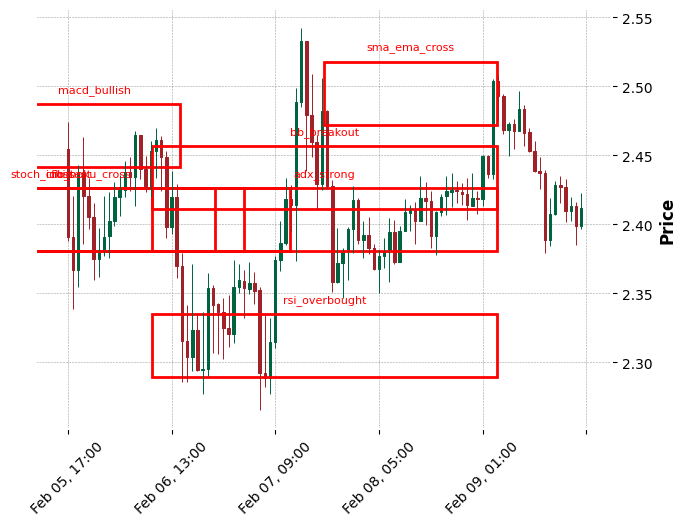 2.55
sma_ema_cross
2.50
macd_bullish
bb_breakout
2.45
adx_strong
2.40
Price
2.35
rsi_overbought
2.30
Feb 05, 17:00
Feb 06, 13:00
Feb 07, 09:00
Feb 08, 05:00
Feb 09, 01:00